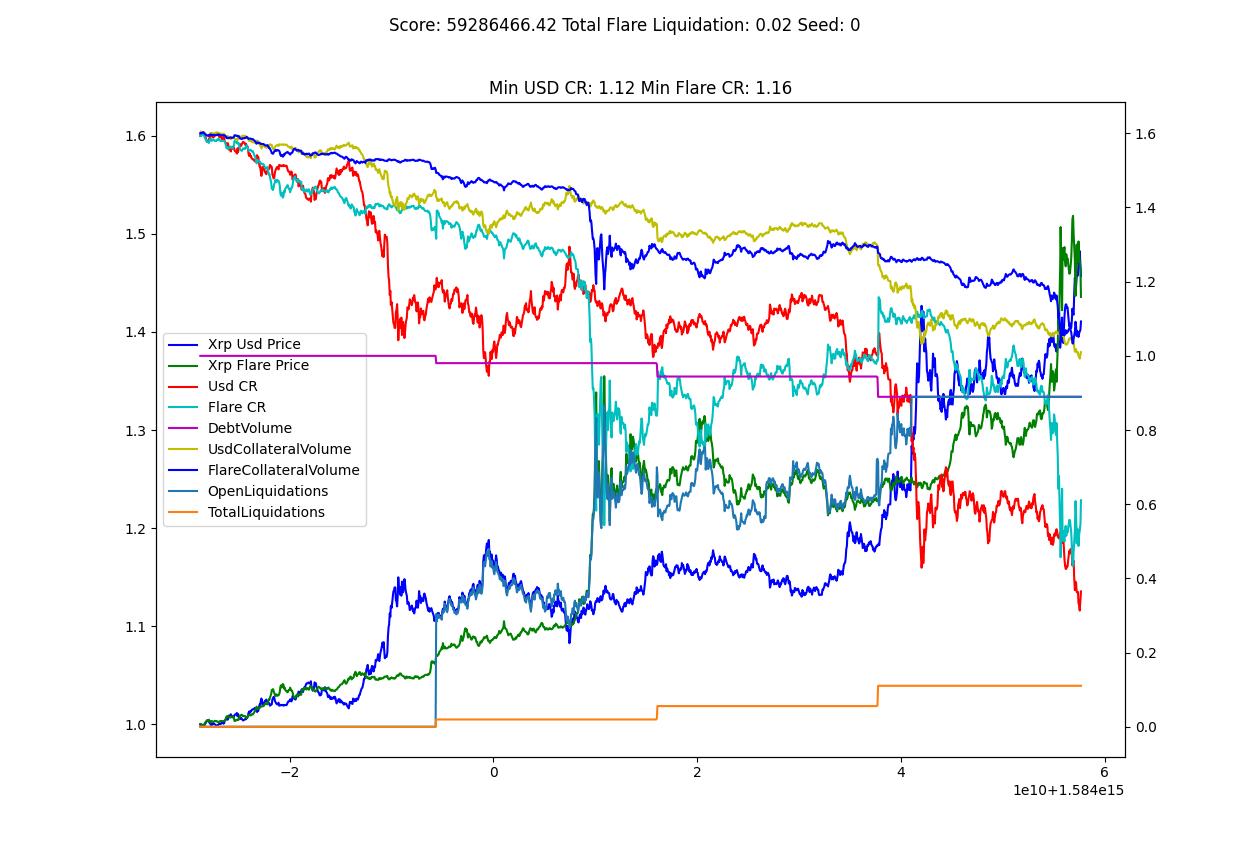 Score: 59286466.42 Total Flare Liquidation: 0.02 Seed: 0
Min USD CR: 1.12 Min Flare CR: 1.16
1.6
1.5
1.4
1.3
1.2
1.1
1.0
Xrp Usd Price
Xrp Flare Price
Usd CR
Flare CR
DebtVolume
UsdCollateralVolume
FlareCollateralVolume
OpenLiquidations
TotalLiquidations
1.6
1.4
1.2
1.0
0.8
0.6
0.4
0.2
0.0
−2 0 2 4 6
1e10+1.584e15